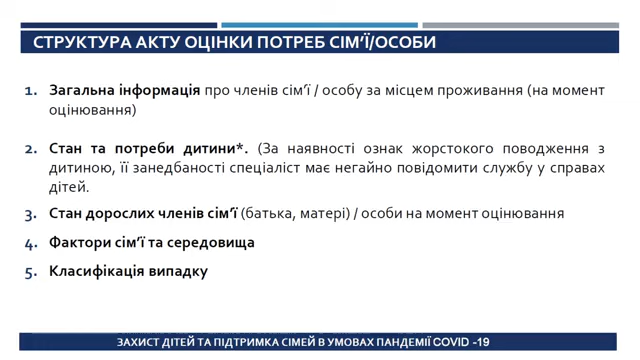 СТРУКТУРА АКТУ ОЦІНКИ ПОТРЕБ СІМ’Ї/ОСОБИ
1. Загальна інформація про членів сім’ї / особу за місцем проживання (на момент
оцінювання)
2. Стан та потреби дитини*. (За наявності ознак жорстокого поводження з
дитиною, її занедбаності спеціаліст має негайно повідомити службу у справах
дітей.
3. Стан дорослих членів сім’ї (батька, матері) / особи на момент оцінювання
4. Фактори сім’ї та середовища
5. Класифікація випадку
ЗАХИСТ ДІТЕЙ ТА ПІДТРИМКА СІМЕЙ В УМОВАХ ПАНДЕМІЇ COVID -19